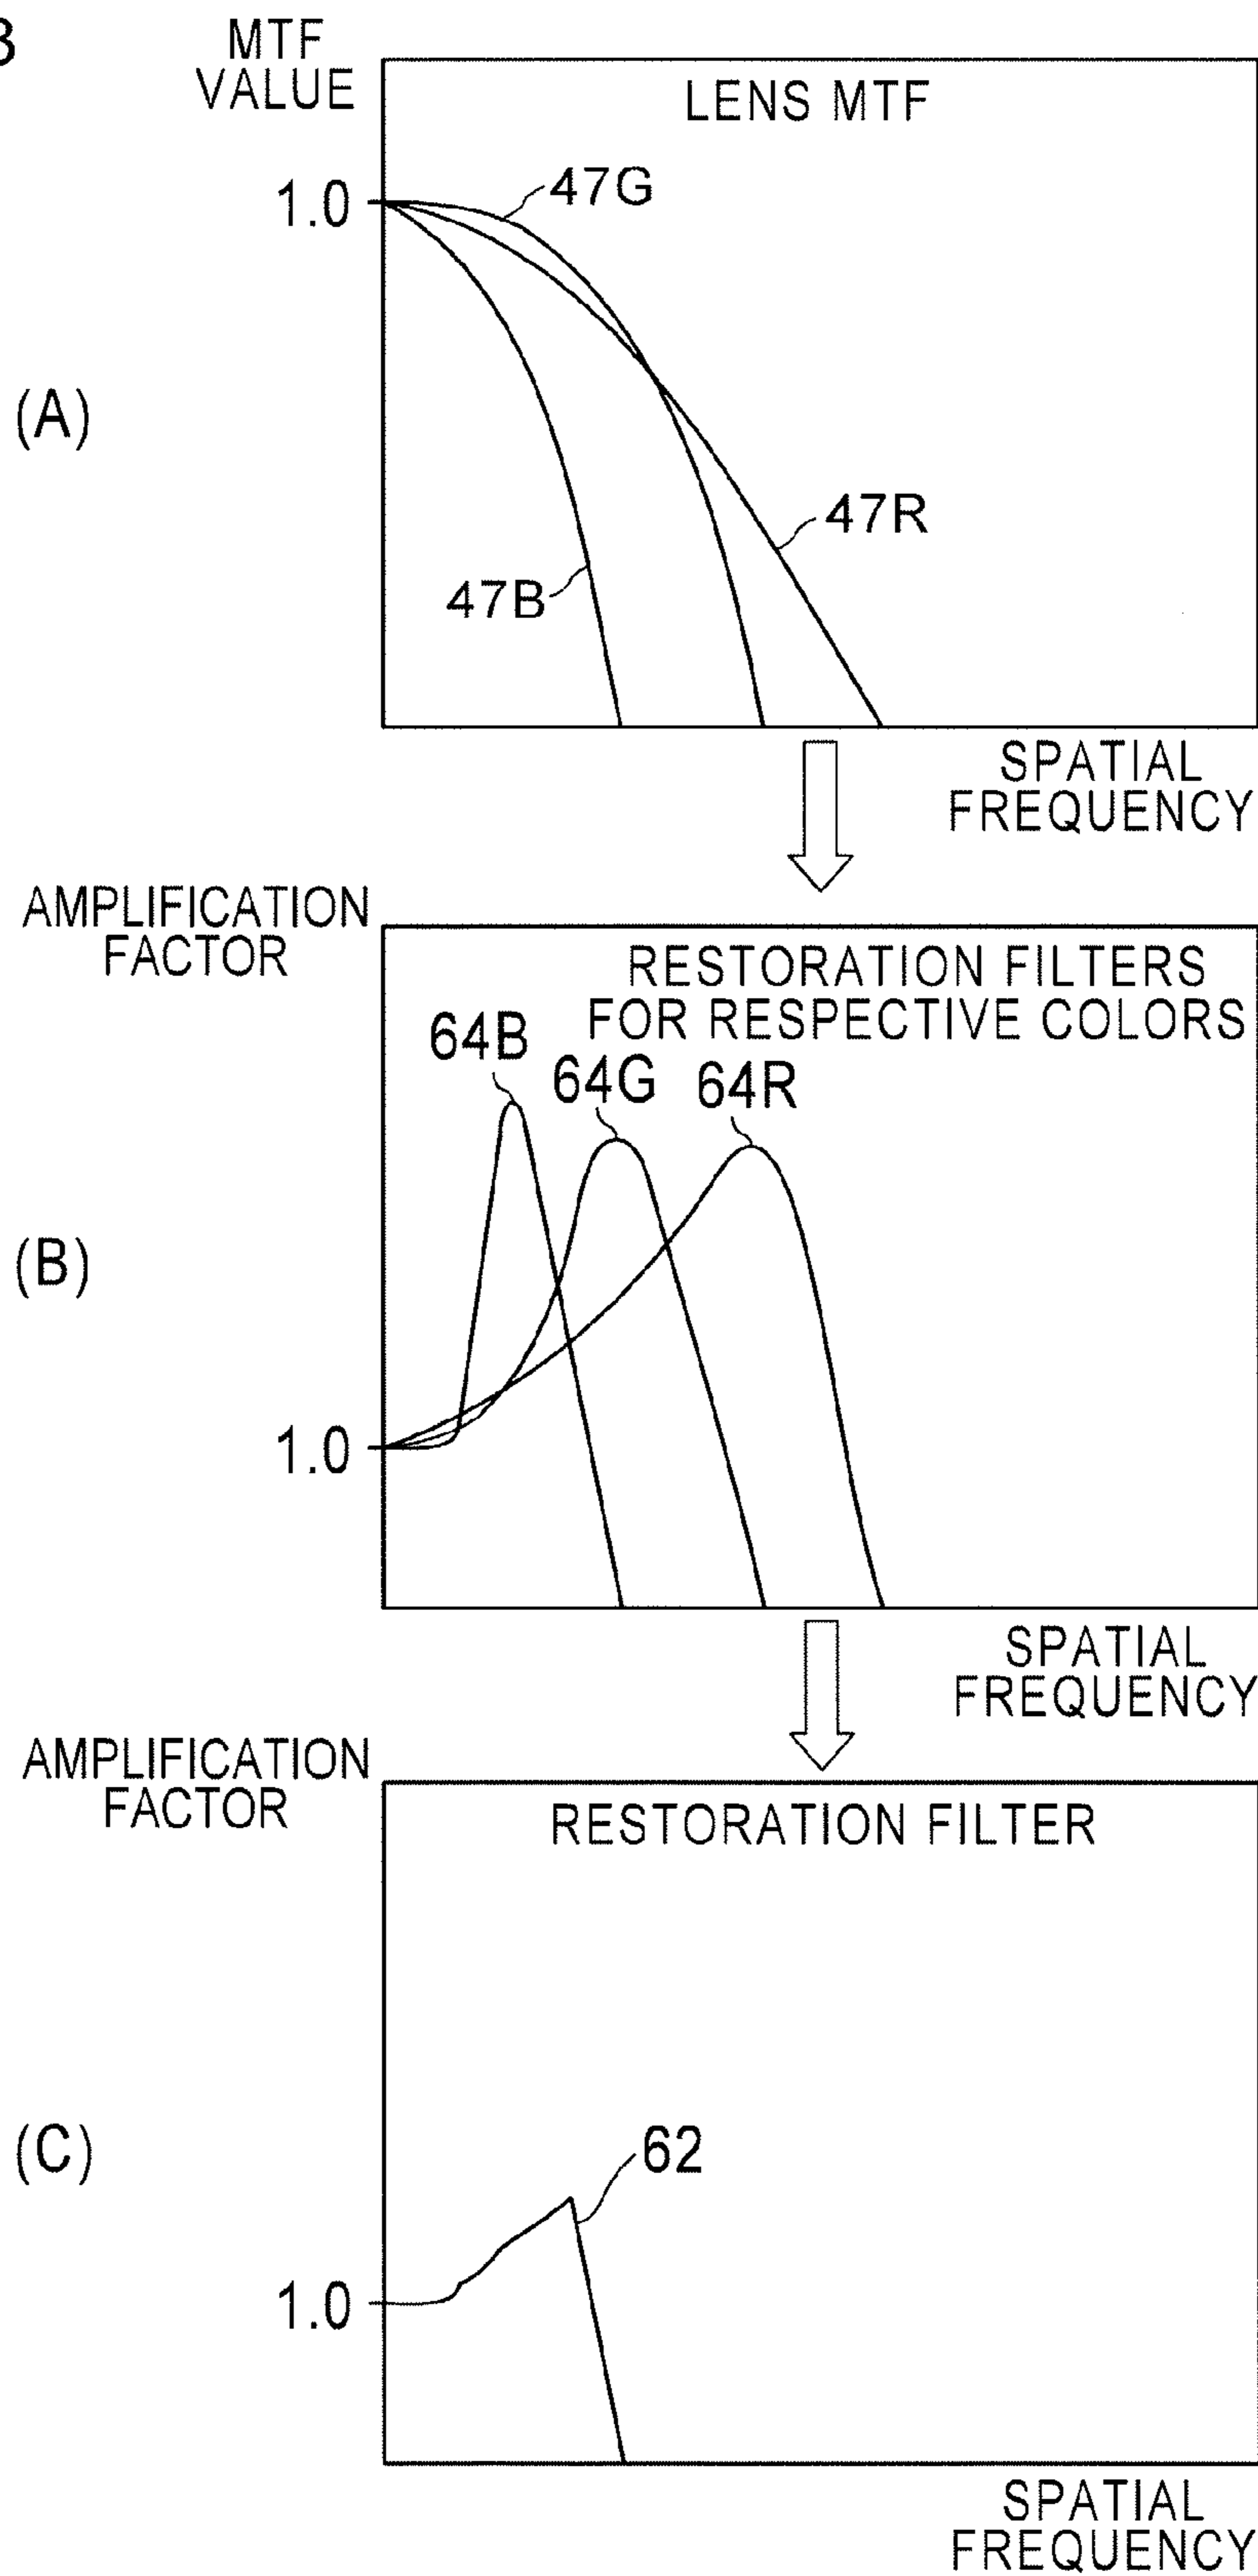 MTF
VALUE
LENS MTF
1.0
47G
(A)
47R
47B
SPATIAL
FREQUENCY
AMPLIFICATION
FACTOR
RESTORATION FILTERS
FOR RESPECTIVE COLORS
64B
64G
64R
(B)
1.0
SPATIAL
FREQUENCY
AMPLIFICATION
FACTOR
RESTORATION FILTER
(C)
62
1.0
SPATIAL
FREQUENCY